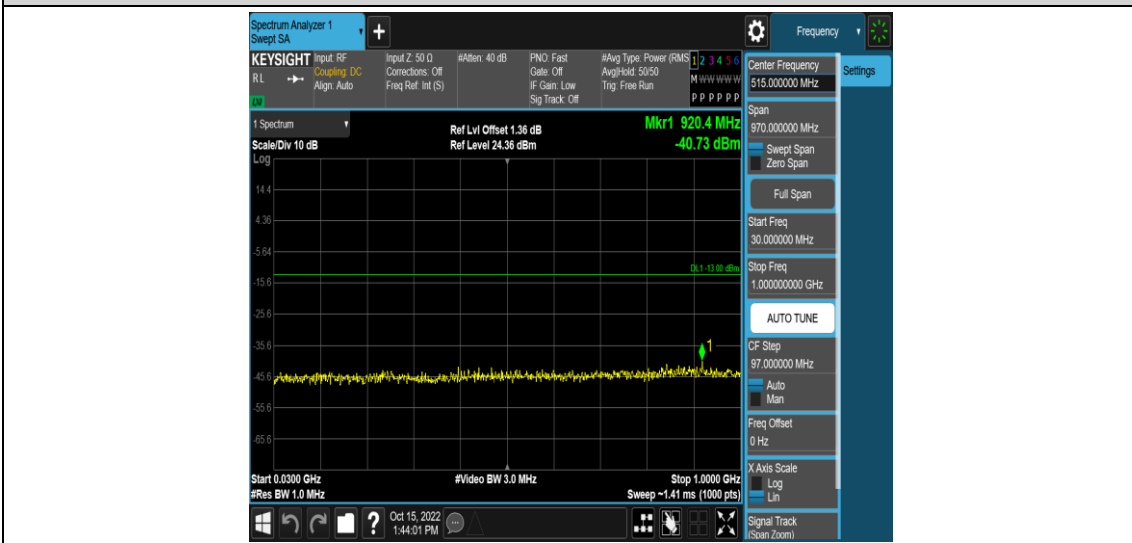 Spectrum Analyzer 1
Swept SA
+
Frequency
KEYSIGHT
RL
Input: RF
Coupling: DC
Align: Auto
Input Z: 50 Ω
Corrections: Off
Freq Ref: Int (S)
#Atten: 40 dB
PNO: Fast
Gate: Off
IF Gain: Low
Sig Track: Off
#Avg Type: Power (RMS
Avg|Hold: 50/50
Trig: Free Run
1 2 3 4 5 6
M W W W W W
P P P P P P
1 Spectrum
Scale/Div 10 dB
Log
Ref Lvl Offset 1.36 dB
Ref Level 24.36 dBm
Mkr1 920.4 MHz
-40.73 dBm
14.4
4.36
-5.64
-15.6
-25.6
-35.6
-45.6
-55.6
-65.6
DL1 -13.00 dBm
1
Start 0.0300 GHz
#Res BW 1.0 MHz
#Video BW 3.0 MHz
Stop 1.0000 GHz
Sweep ~1.41 ms (1000 pts)
Center Frequency
515.000000 MHz
Settings
Span
970.000000 MHz
Swept Span
Zero Span
Full Span
Start Freq
30.000000 MHz
Stop Freq
1.000000000 GHz
AUTO TUNE
CF Step
97.000000 MHz
Auto
Man
Freq Offset
0 Hz
X Axis Scale
Log
Lin
Signal Track
(Span Zoom)
?
Oct 15, 2022
1:44:01 PM